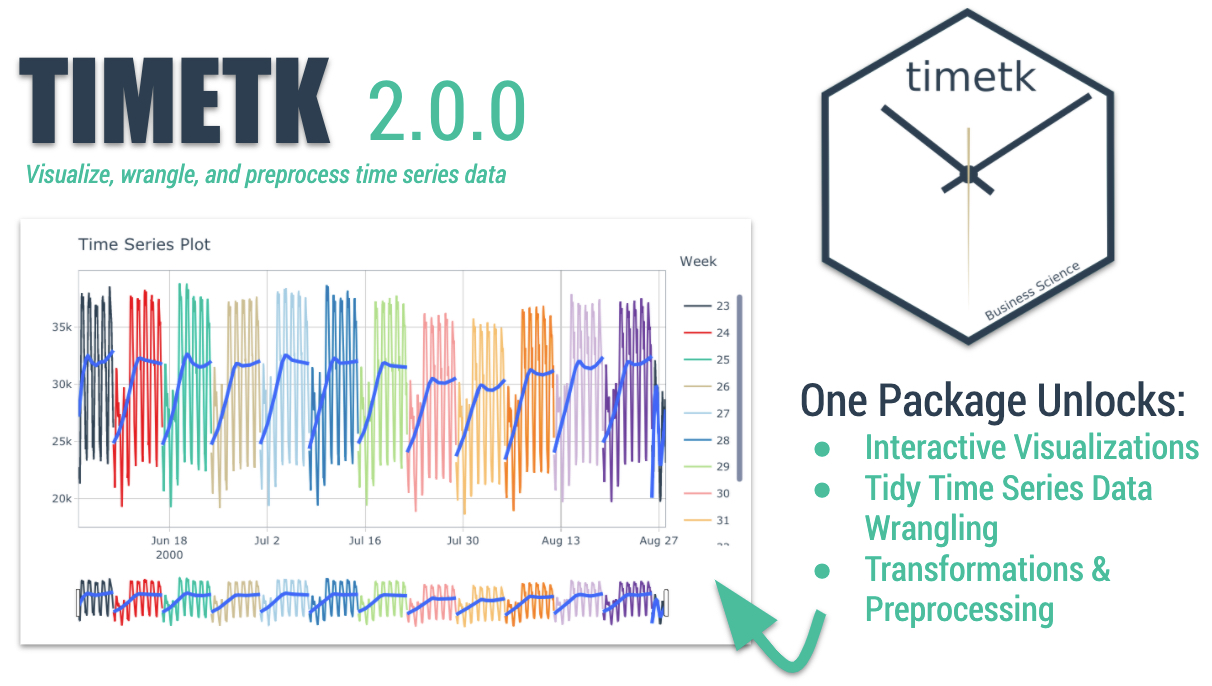 TIMETK 2.0.0
Visualize, wrangle, and preprocess time series data
timetk
Business Science
Time Series Plot
Week
23
24
25
26
27
28
29
30
31
35k
30k
25k
20k
Jun 18
2000
Jul 2
Jul 16
Jul 30
Aug 13
Aug 27
One Package Unlocks:
● Interactive Visualizations
● Tidy Time Series Data
Wrangling
● Transformations &
Preprocessing